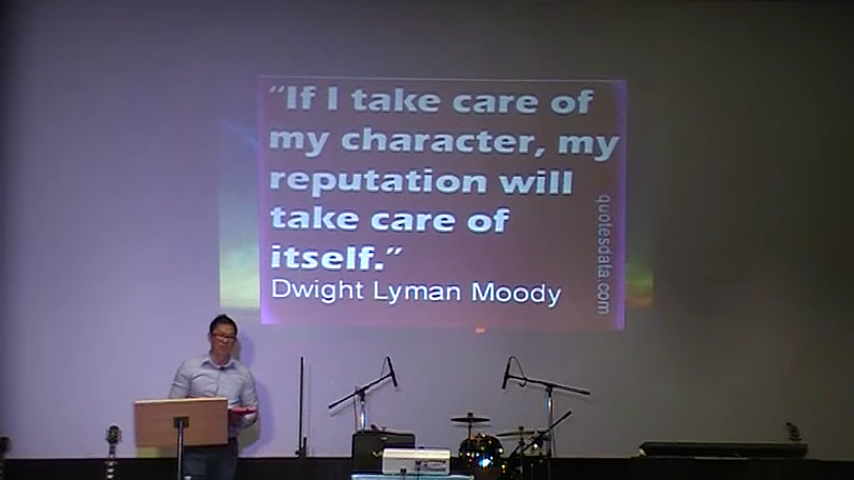 “If I take care of
my character, my
reputation will
take care of
itself.”
Dwight Lyman Moody
quotesdata.com